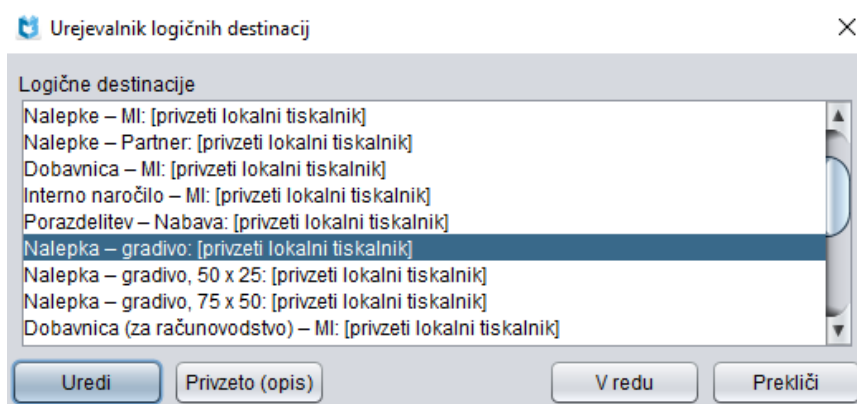 Urejevalnik logičnih destinacij
Logične destinacije
Nalepke – MI: [privzeti lokalni tiskalnik]
Nalepke – Partner: [privzeti lokalni tiskalnik]
Dobavnica – MI: [privzeti lokalni tiskalnik]
Interno naročilo – MI: [privzeti lokalni tiskalnik]
Porazdelitev – Nabava: [privzeti lokalni tiskalnik]
Nalepka – gradivo: [privzeti lokalni tiskalnik]
Nalepka – gradivo, 50 x 25: [privzeti lokalni tiskalnik]
Nalepka – gradivo, 75 x 50: [privzeti lokalni tiskalnik]
Dobavnica (za računovodstvo) – MI: [privzeti lokalni tiskalnik]
Uredi Privzeto (opis) V redu Prekliči